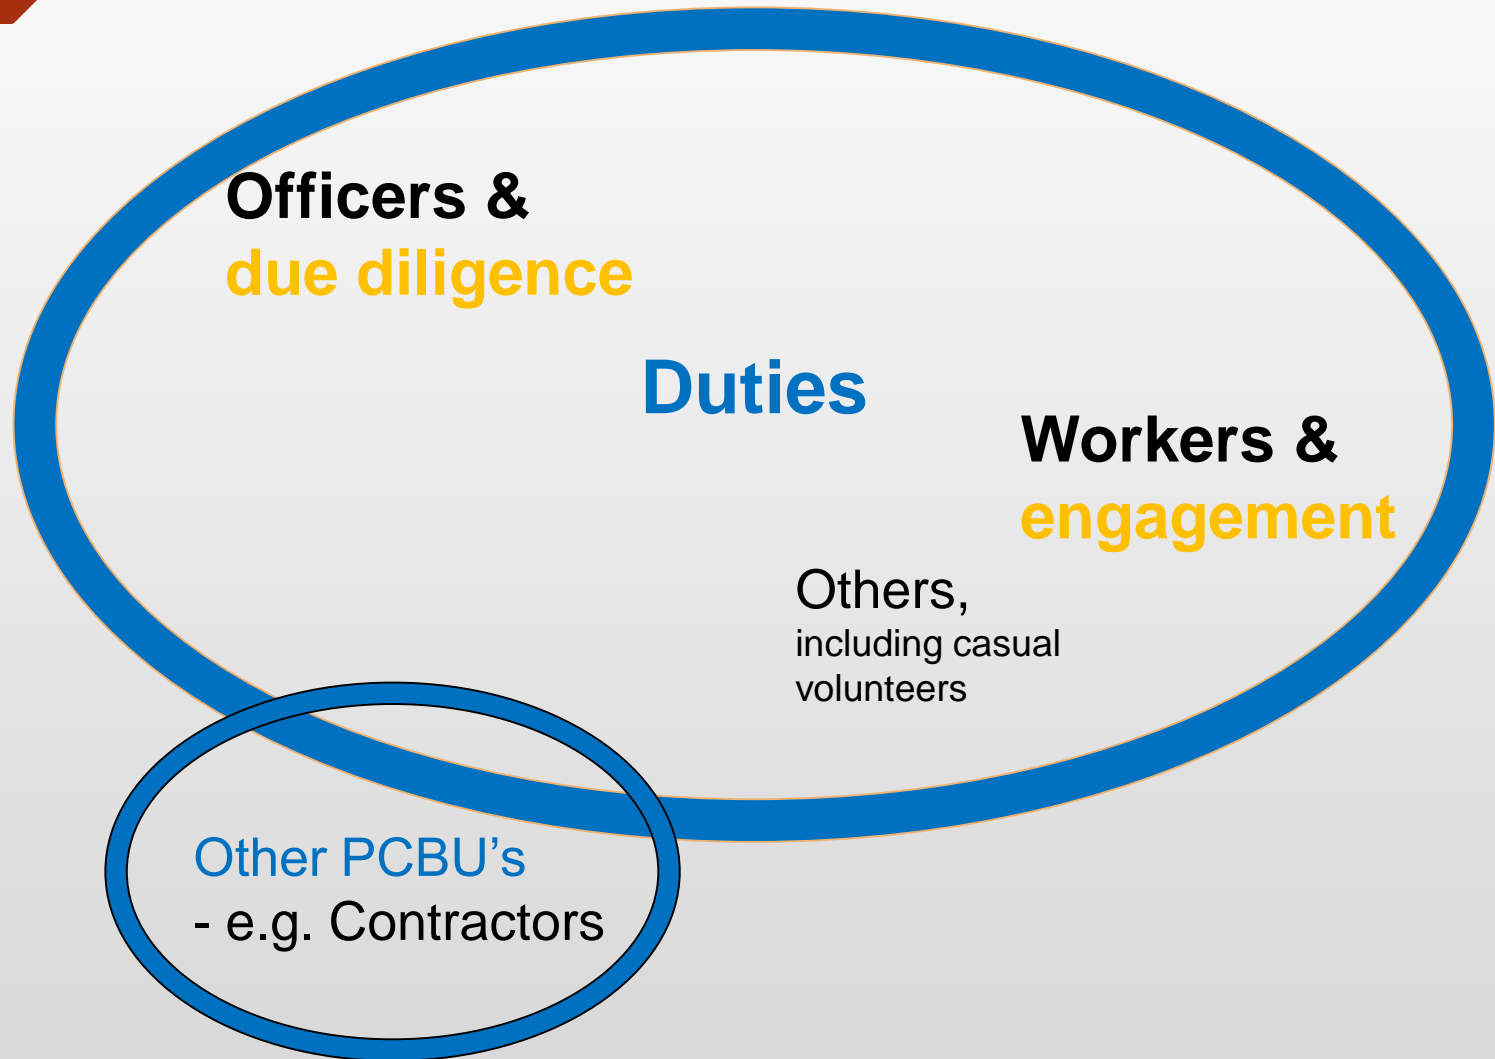 Officers &
due diligence
Duties
Workers &
engagement
Others,
including casual
volunteers
Other PCBU’s
- e.g. Contractors